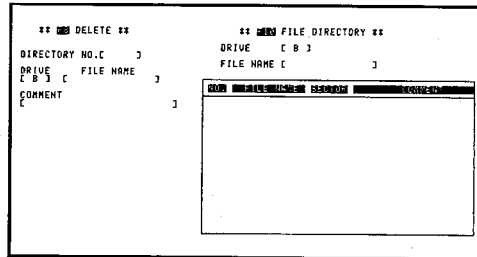 ** DELETE **
DIRECTORY NO.[ ]
DRIVE FILE NAME
[ B ] [ ]
COMMENT
[ ]
** FILE DIRECTORY **
DRIVE [ B ]
FILE NAME [ ]
NO. FILE NAME SECTOR COMMENT